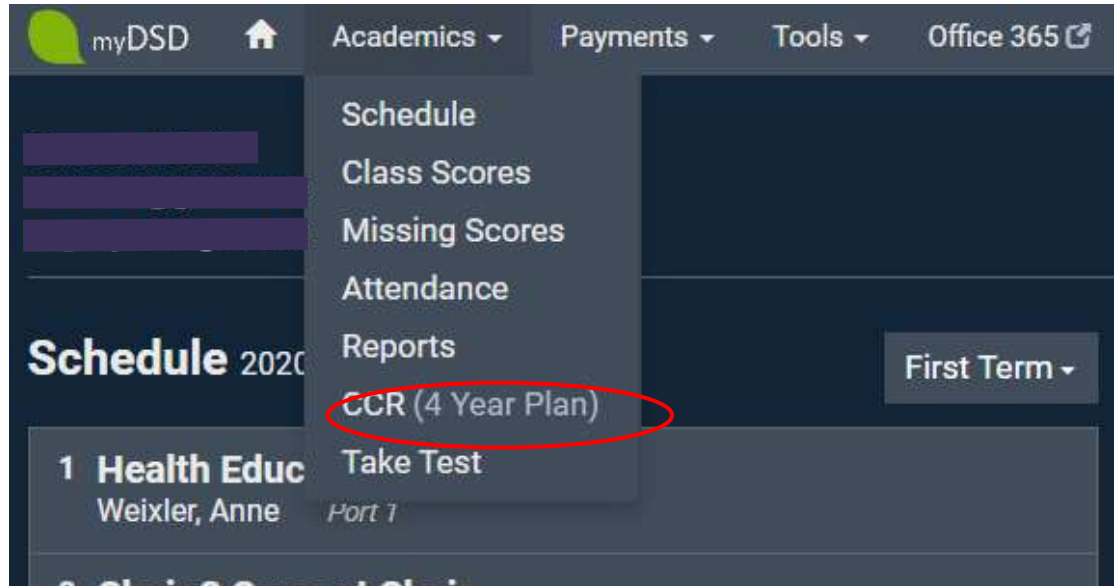 myDSD Academics Payments Tools Office 365
Schedule
Class Scores
Missing Scores
Attendance
Reports
Schedule 2020 First Term
CCR (4 Year Plan)
Take Test
1 Health Educ
Weixler, Anne Port 1